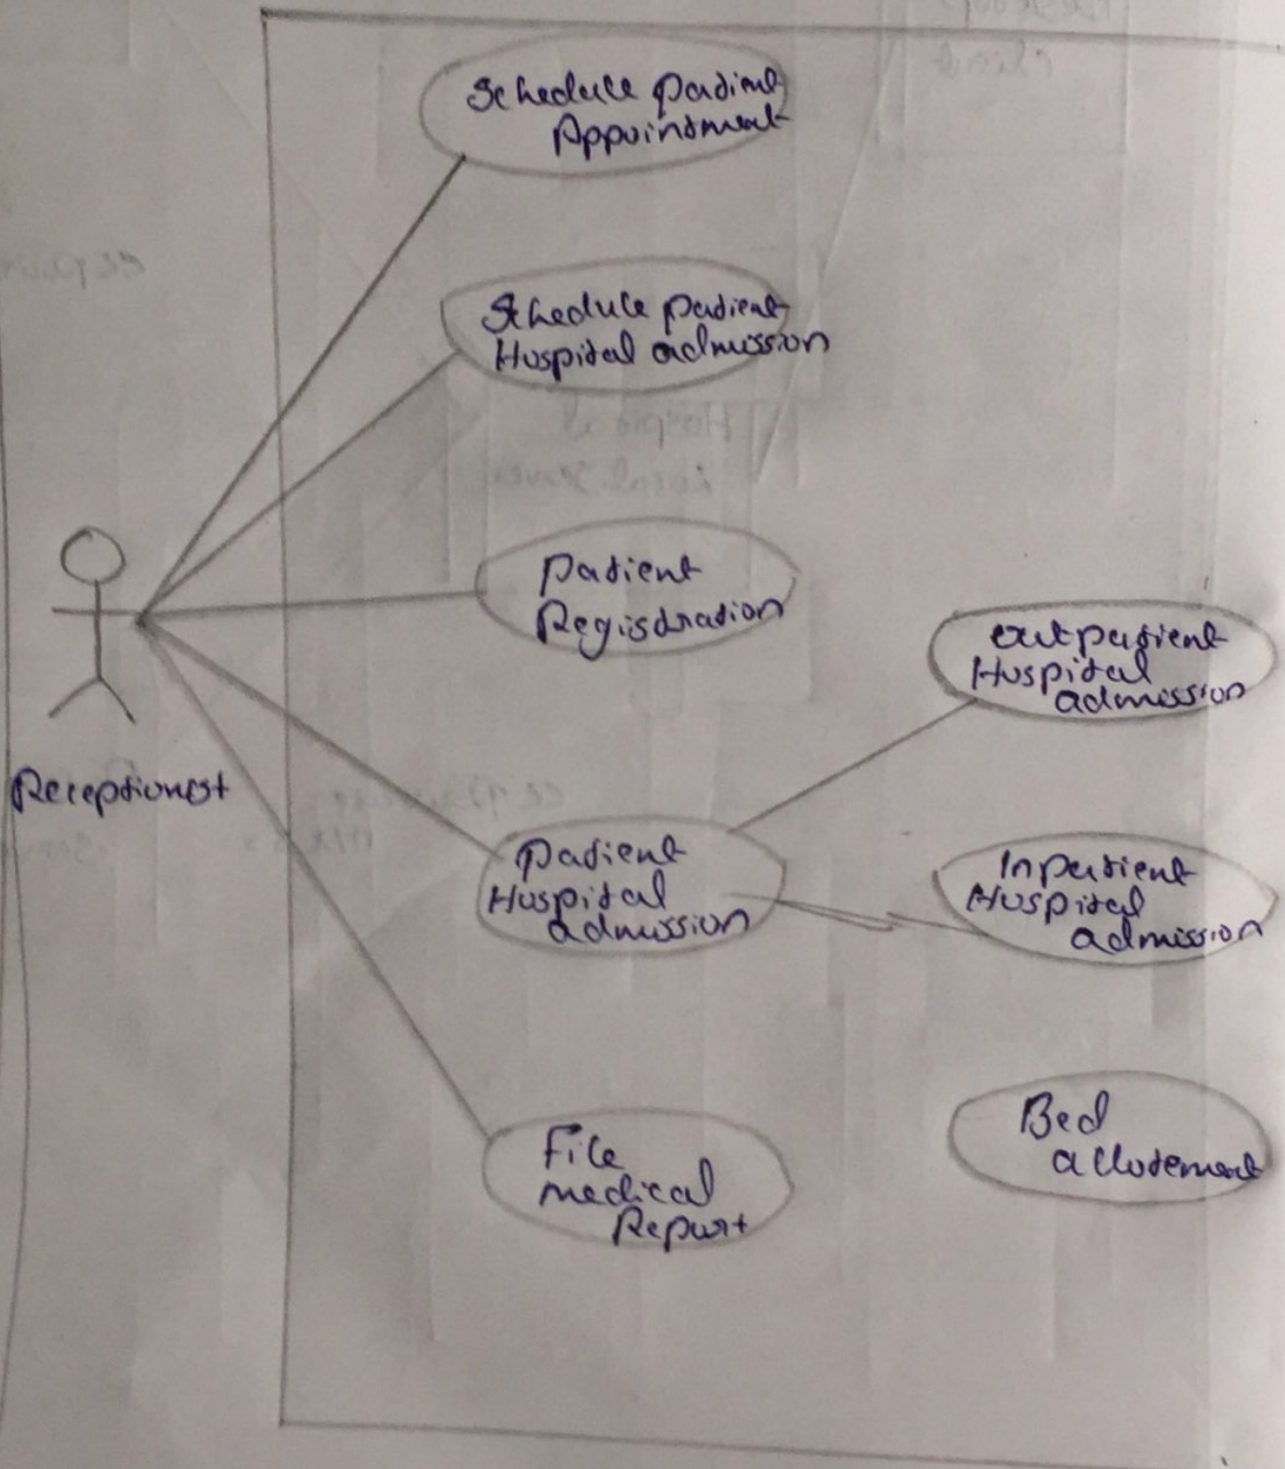 Schedule patient
Appointment
Schedule patient
Hospital admission
Patient
Registration
Outpatient
Hospital
admission
Receptionist
Patient
Hospital
admission
Inpatient
Hospital
admission
Bed
allotement
File
medical
Report